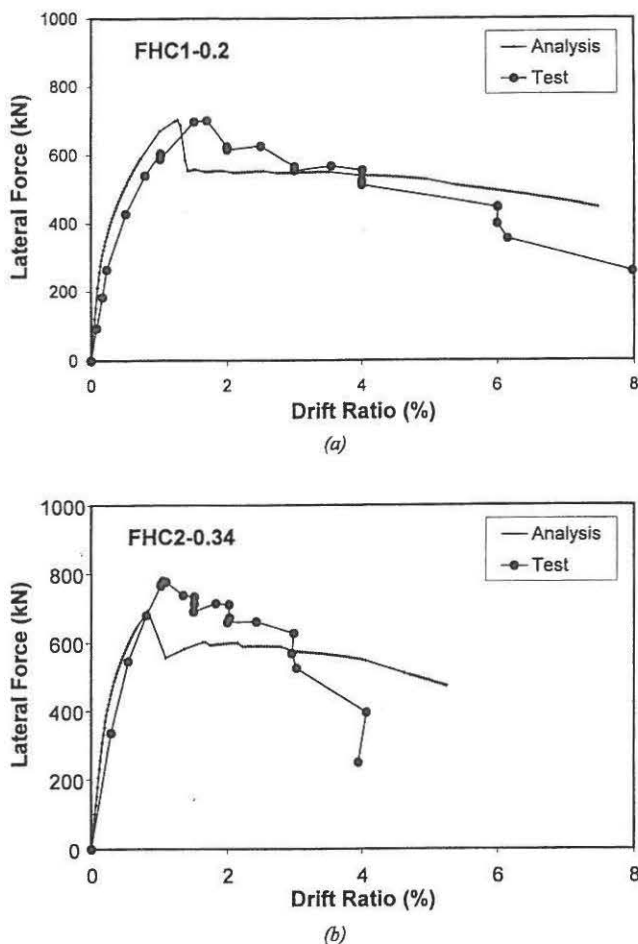 1000
800
600
400
200
0
Lateral Force (kN)
FHC1-0.2
Analysis
Test
0
2
4
6
8
Drift Ratio (%)
(a)
1000
800
600
400
200
0
Lateral Force (kN)
FHC2-0.34
Analysis
Test
0
2
4
6
8
Drift Ratio (%)
(b)